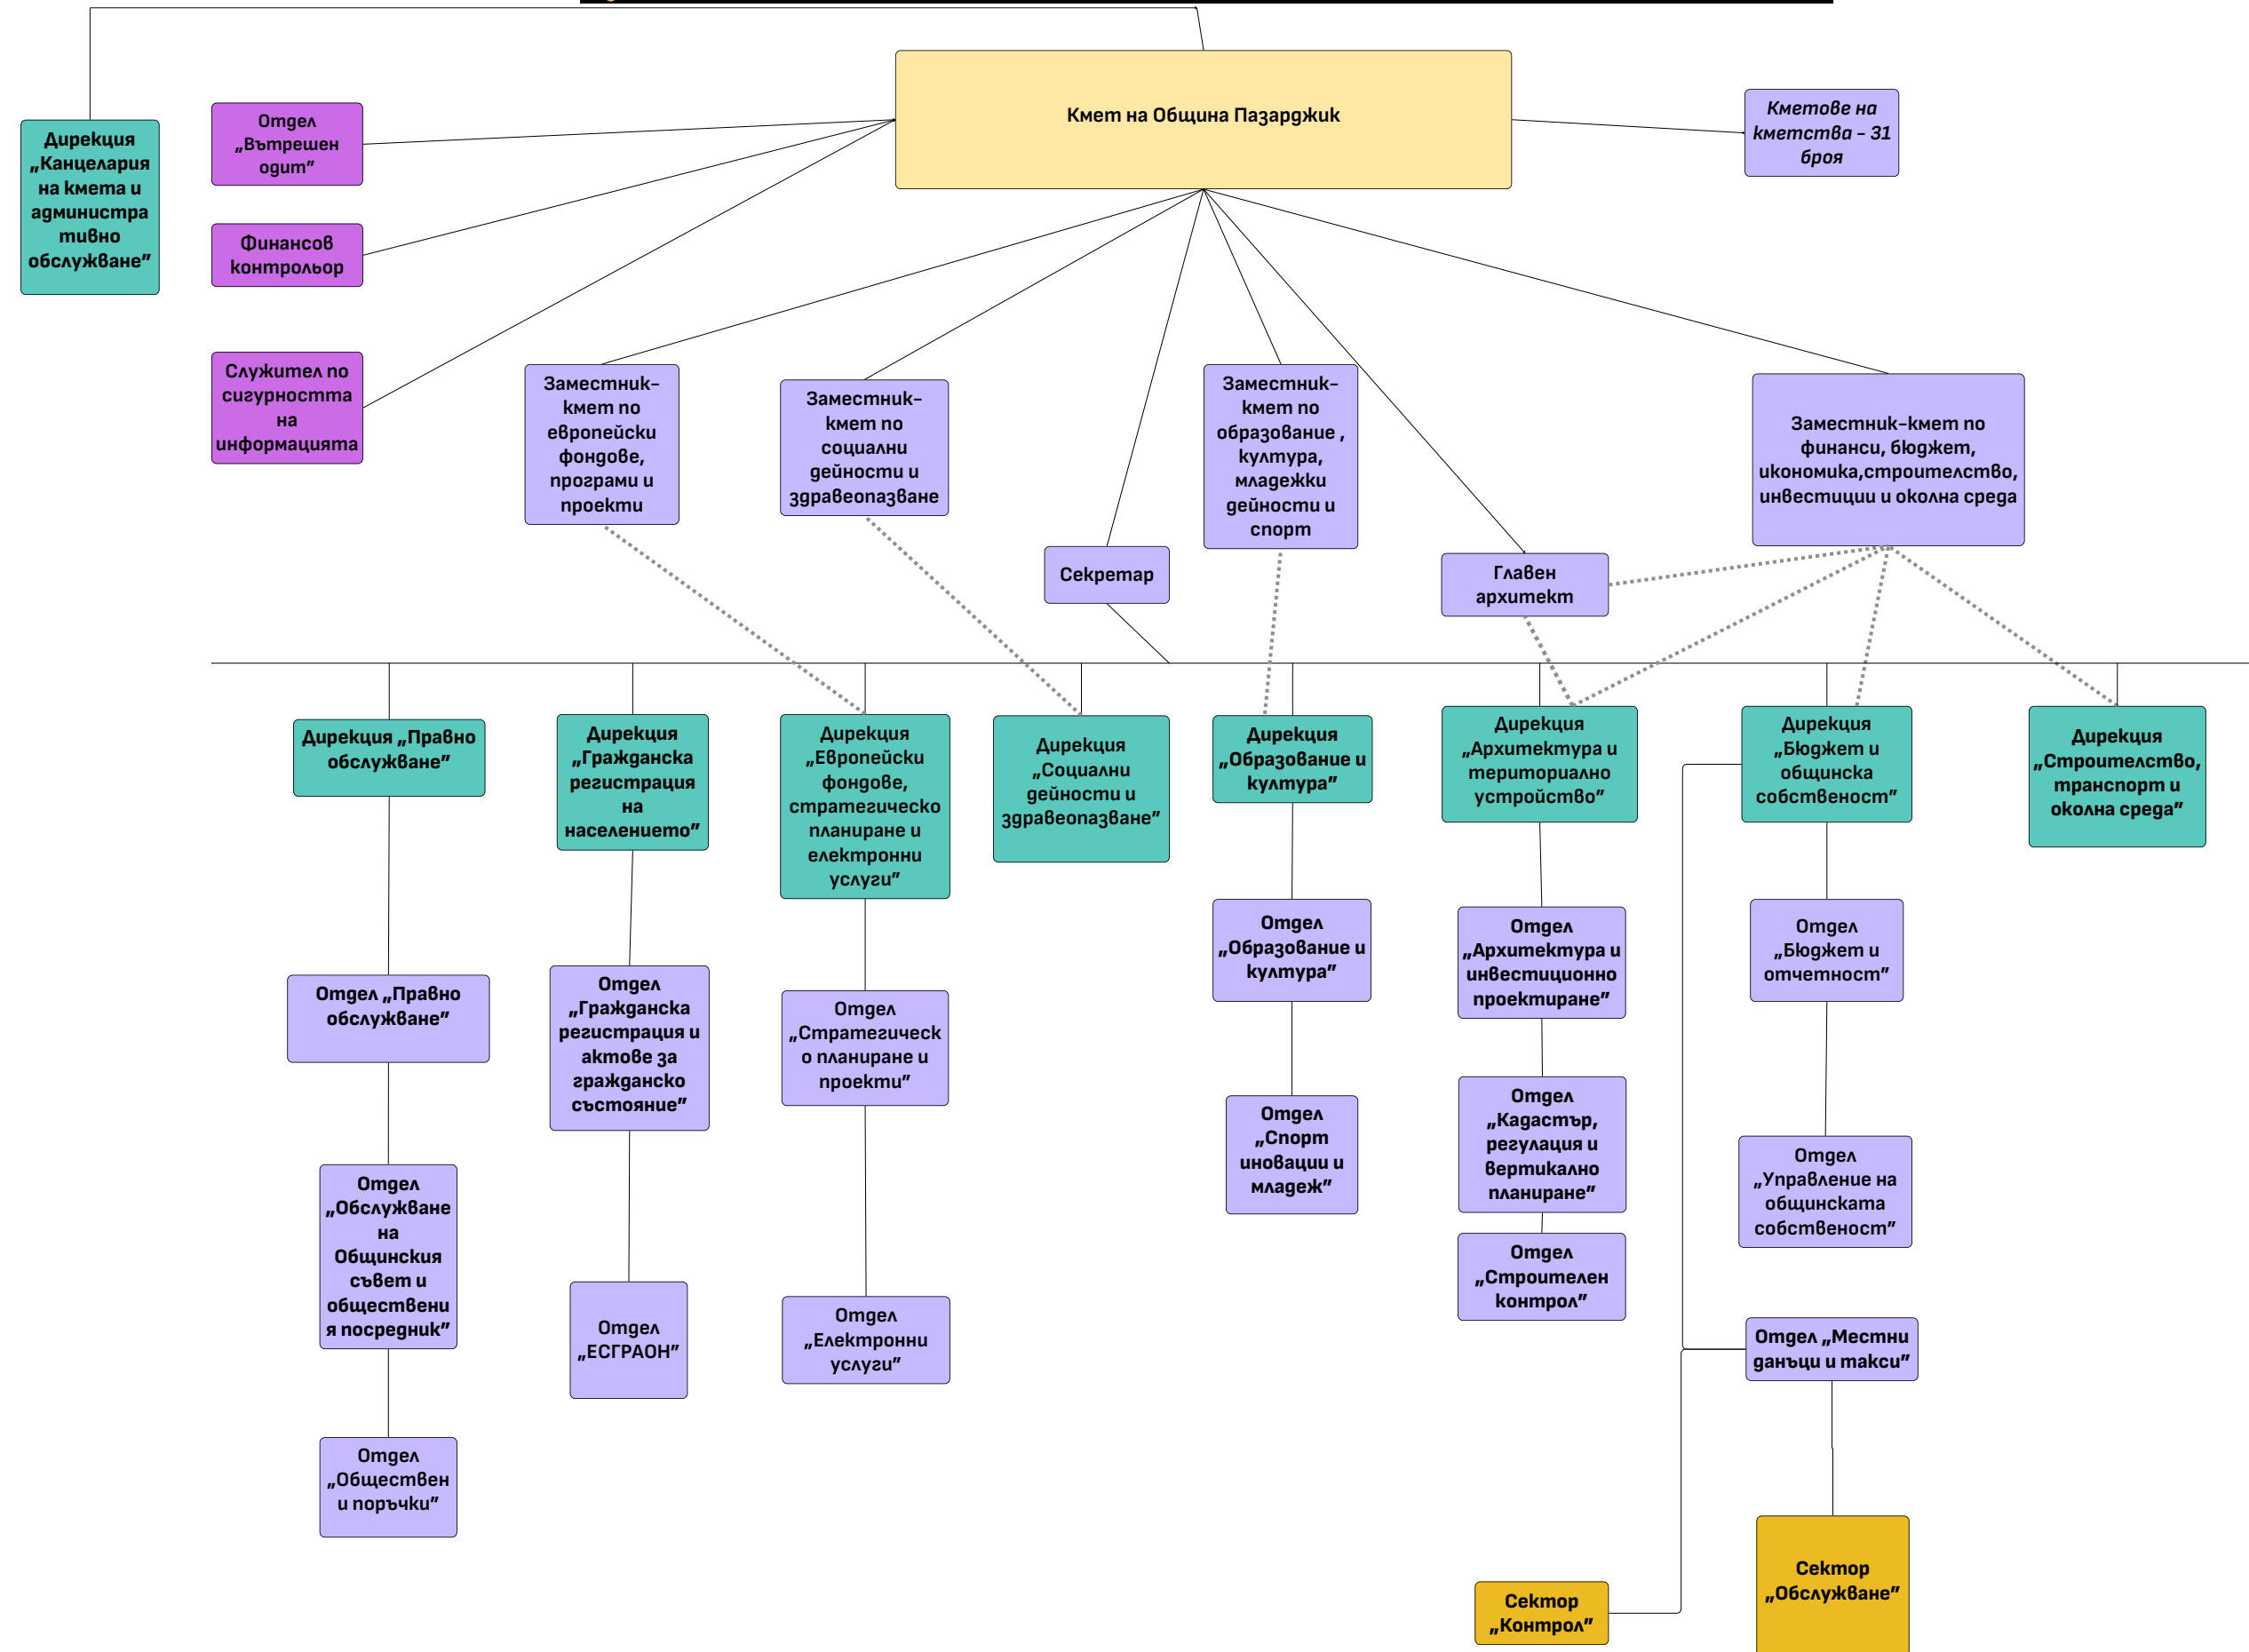 Кмет на Община Пазарджик
Кметове на
кметства - 31
броя
Дирекция
„Канцелария
на кмета и
администра
тивно
обслужване”
Отдел
„Вътрешен
одит”
Финансов
контрольор
Служител по
сигурността
на
информацията
Заместник-
кмет по
европейски
фондове,
програми и
проекти
Заместник-
кмет по
социални
дейности и
здравеопазване
Секретар
Заместник-
кмет по
образование ,
култура,
младежки
дейности и
спорт
Главен
архитект
Заместник-кмет по
финанси, бюджет,
икономика,строителство,
инвестиции и околна среда
Дирекция „Правно
обслужване”
Дирекция
„Гражданска
регистрация
на
населението”
Дирекция
„Европейски
фондове,
стратегическо
планиране и
електронни
услуги”
Дирекция
„Социални
дейности и
здравеопазване”
Дирекция
„Образование и
култура”
Дирекция
„Архитектура и
териториално
устройство”
Дирекция
„Бюджет и
общинска
собственост”
Дирекция
„Строителство,
транспорт и
околна среда”
Отдел „Правно
обслужване”
Отдел
„Гражданска
регистрация и
актове за
гражданско
състояние”
Отдел
„Стратегическ
о планиране и
проекти”
Отдел
„Образование и
култура”
Отдел
„Архитектура и
инвестиционно
проектиране”
Отдел
„Бюджет и
отчетност”
Отдел
„Обслужване
на
Общинския
съвет и
обществени
я посредник”
Отдел
„ЕСГРАОН”
Отдел
„Електронни
услуги”
Отдел
„Спорт
иновации и
младеж”
Отдел
„Кадастър,
регулация и
вертикално
планиране”
Отдел
„Строителен
контрол”
Отдел
„Управление на
общинската
собственост”
Отдел „Местни
данъци и такси”
Отдел
„Обществен
и поръчки”
Сектор
„Контрол”
Сектор
„Обслужване”